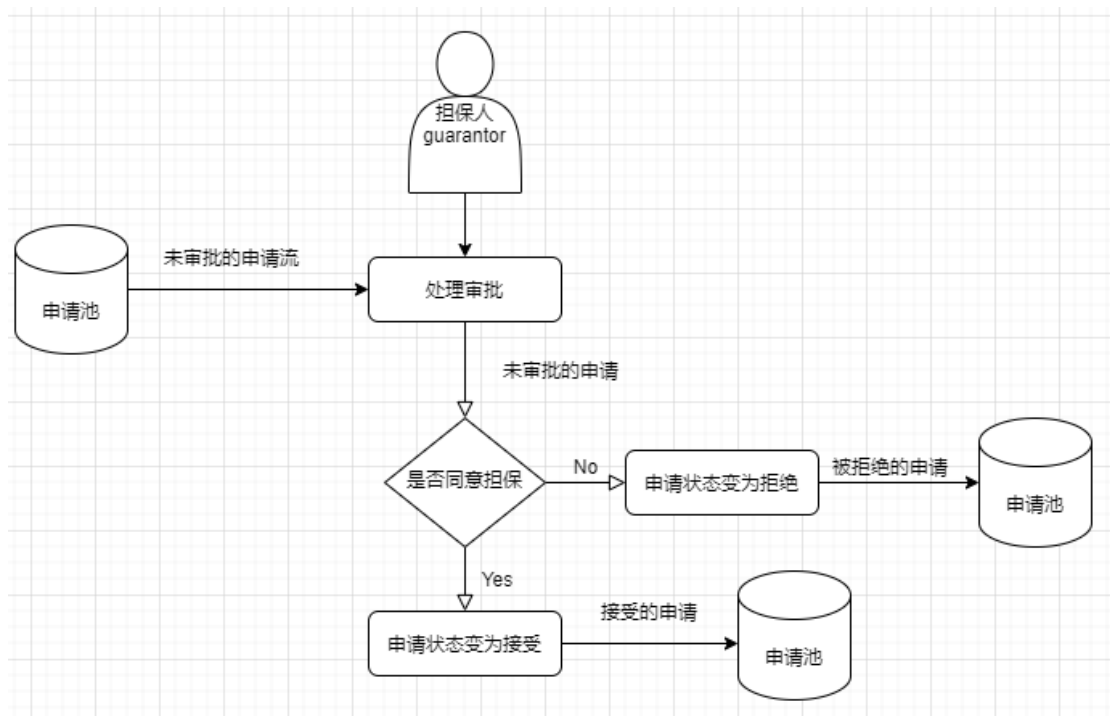 担保人
guarantor
未审批的申请流
申请池
处理审批
未审批的申请
是否同意担保
No
申请状态变为拒绝
被拒绝的申请
申请池
Yes
申请状态变为接受
接受的申请
申请池